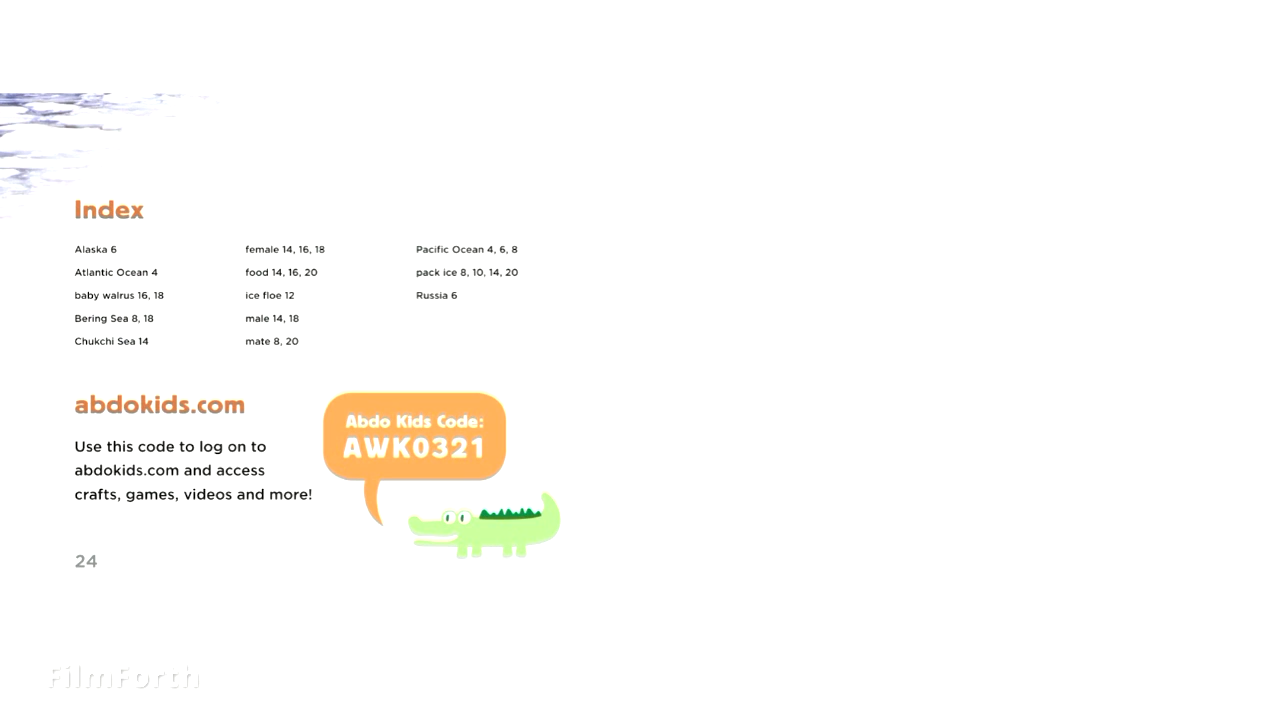 Index
Alaska 6
Atlantic Ocean 4
baby walrus 16, 18
Bering Sea 8, 18
Chukchi Sea 14
female 14, 16, 18
food 14, 16, 20
ice floe 12
male 14, 18
mate 8, 20
Pacific Ocean 4, 6, 8
pack ice 8, 10, 14, 20
Russia 6
abdokids.com
Use this code to log on to
abdokids.com and access
crafts, games, videos and more!
Abdo Kids Code:
AWK0321
24
FilmForth